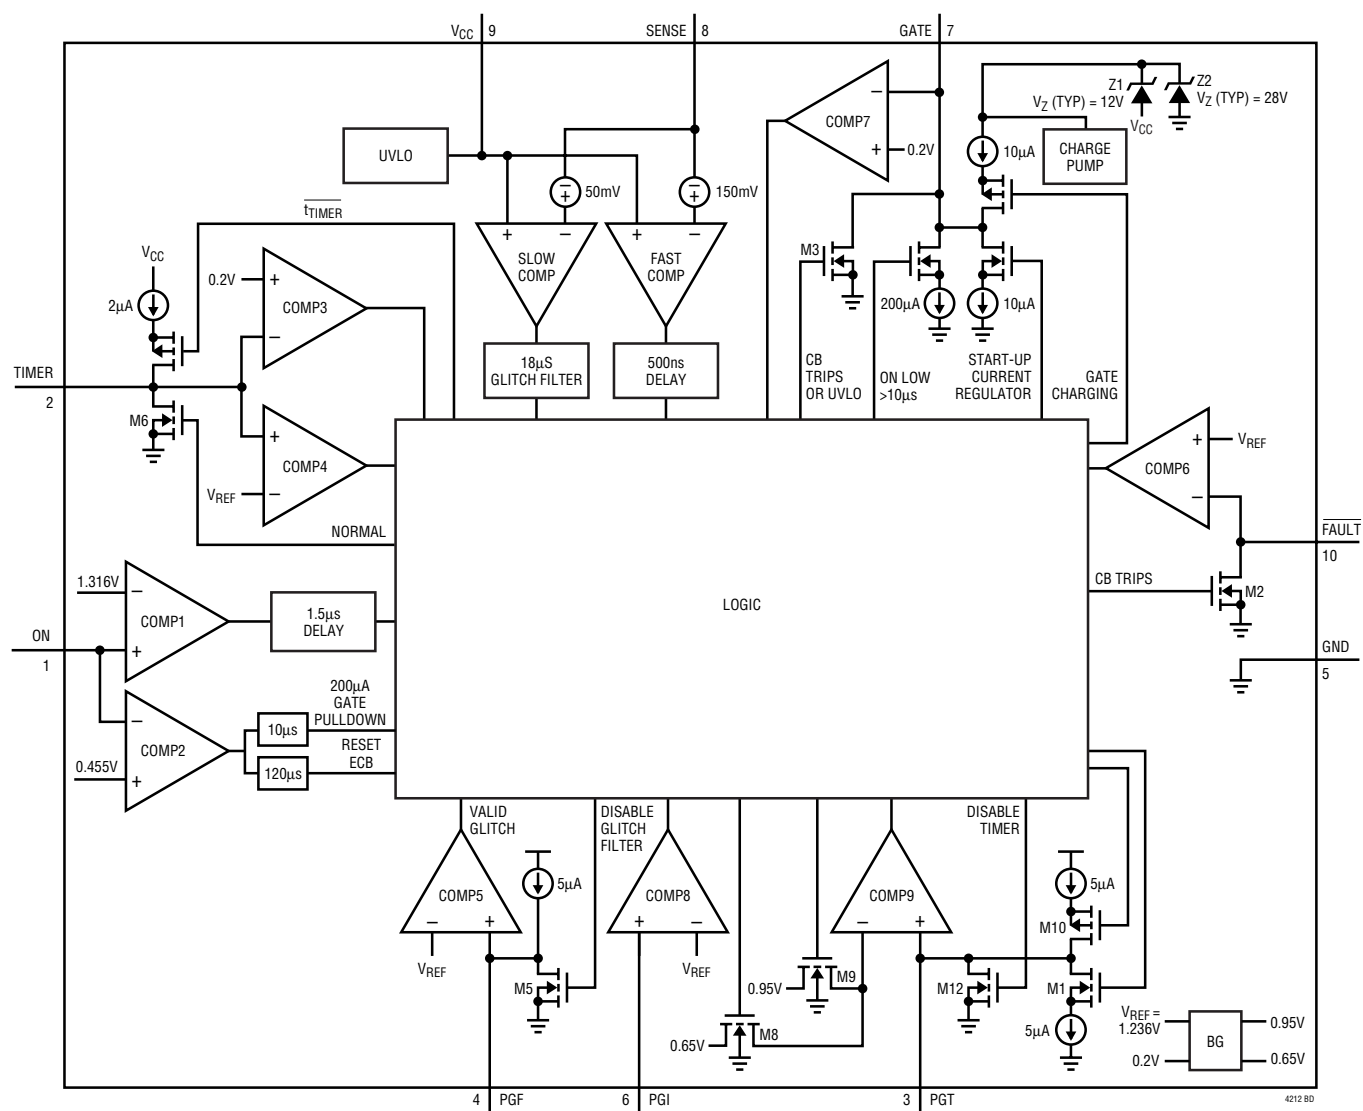 VCC 9
SENSE 8
GATE 7
Z1
VZ (TYP) = 12V
VCC
Z2
VZ (TYP) = 28V
UVLO
COMP7
−
+
0.2V
10µA
CHARGE
PUMP
−
+
50mV
−
+
150mV
tTIMER
+ −
SLOW
COMP
+ −
FAST
COMP
M3
200µA
10µA
VCC
2µA
0.2V
+
COMP3
−
18µS
GLITCH FILTER
500ns
DELAY
CB
TRIPS
OR UVLO
ON LOW
>10µs
START-UP
CURRENT
REGULATOR
GATE
CHARGING
TIMER
2
M6
+
COMP4
VREF
−
NORMAL
+
VREF
COMP6
−
FAULT
10
CB TRIPS
M2
LOGIC
1.316V
−
COMP1
+
1.5µs
DELAY
ON
1
GND
5
−
COMP2
0.455V
+
10µs
120µs
200µA
GATE
PULLDOWN
RESET
ECB
VALID
GLITCH
DISABLE
GLITCH
FILTER
DISABLE
TIMER
COMP5
− +
VREF
5µA
M5
COMP8
+ −
VREF
COMP9
− +
5µA
M10
0.95V
M9
0.65V
M8
M12
M1
5µA
VREF =
1.236V
0.2V
BG
0.95V
0.65V
4 PGF
6 PGI
3 PGT
4212 BD